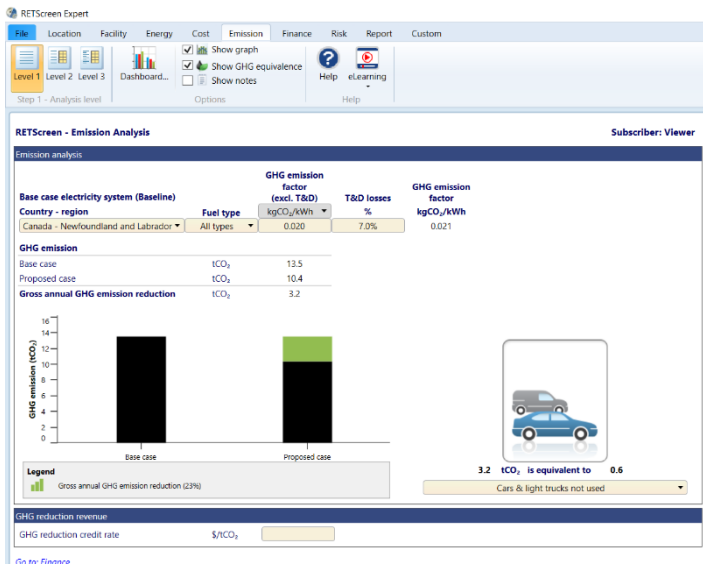 RETScreen Expert
File Location Facility Energy Cost Emission Finance Risk Report Custom
Level 1 Level 2 Level 3 Dashboard... Show graph
Show GHG equivalence
Show notes
Help eLearning
Step 1 - Analysis level Options Help
RETScreen - Emission Analysis Subscriber: Viewer
Emission analysis
Base case electricity system (Baseline) GHG emission factor (excl. T&D) T&D losses GHG emission factor
Country - region Fuel type kgCO₂/kWh % kgCO₂/kWh
Canada - Newfoundland and Labrador All types 0.020 7.0% 0.021
GHG emission
Base case tCO₂ 13.5
Proposed case tCO₂ 10.4
Gross annual GHG emission reduction tCO₂ 3.2
GHG emission (tCO₂)
16
14
12
10
8
6
4
2
0
Base case Proposed case
Legend
Gross annual GHG emission reduction (23%)
3.2 tCO₂ is equivalent to 0.6
Cars & light trucks not used
GHG reduction revenue
GHG reduction credit rate $/tCO₂
Go to: Finance